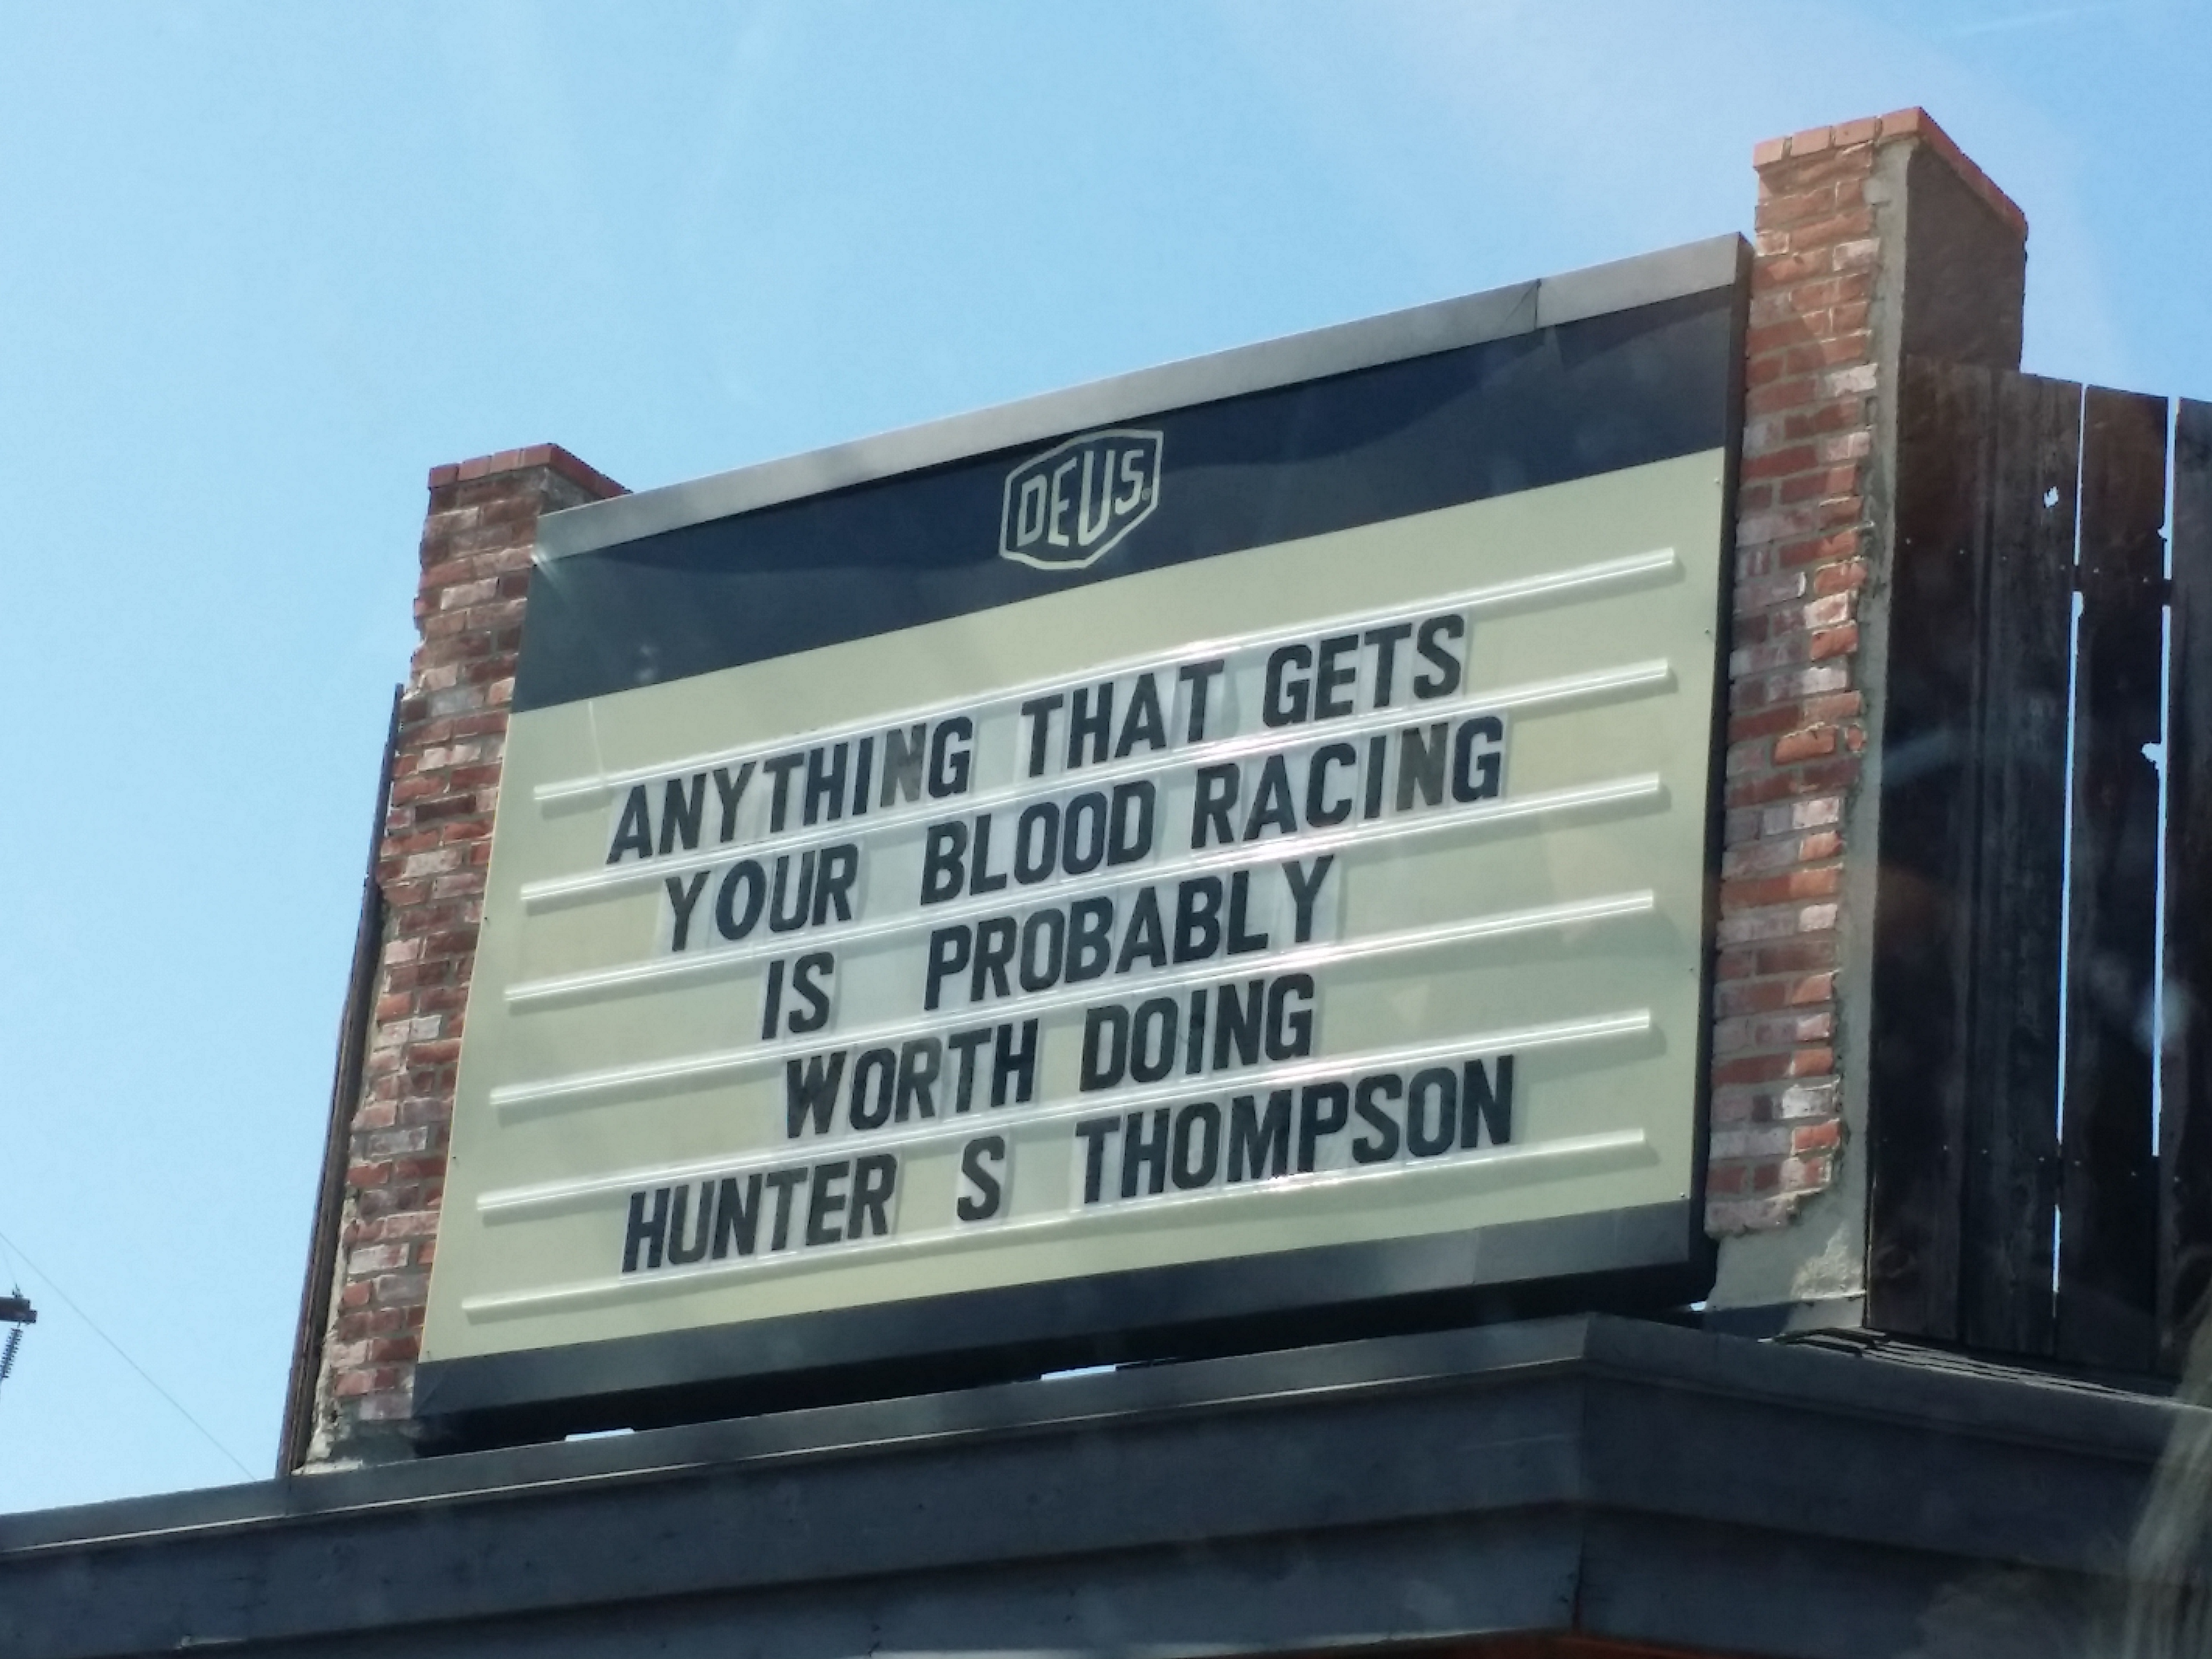 DEUS
ANYTHING THAT GETS
YOUR BLOOD RACING
IS PROBABLY
WORTH DOING
HUNTER S THOMPSON